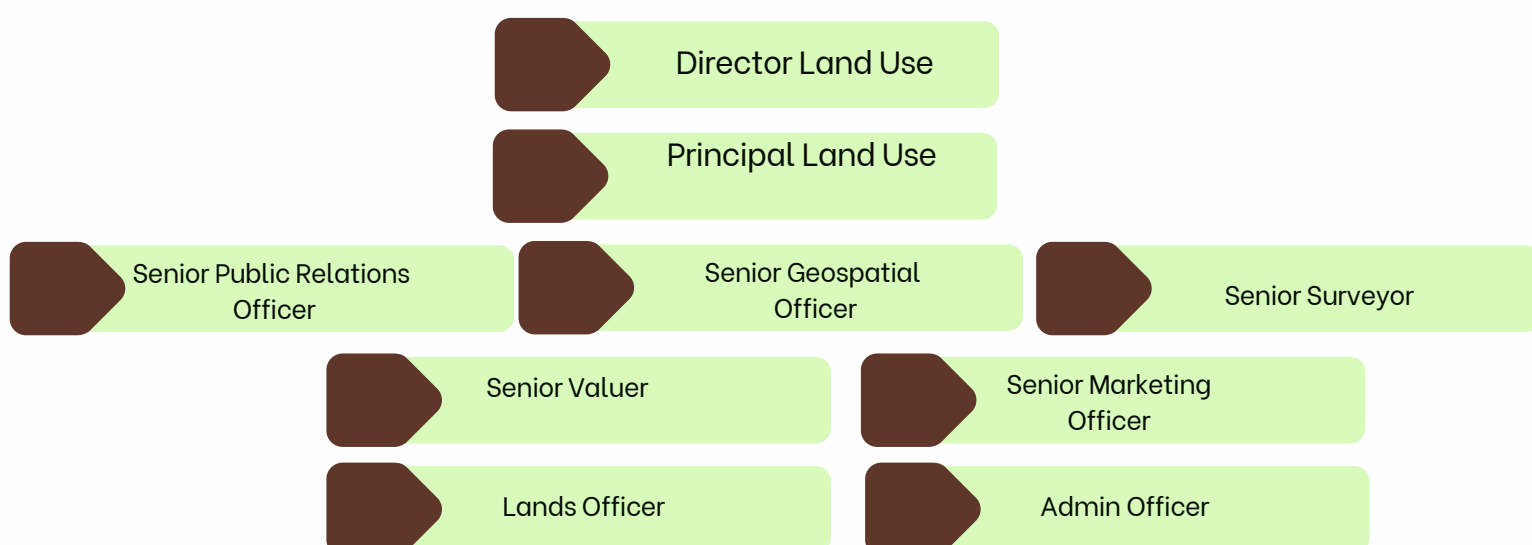 Director Land Use
Principal Land Use
Senior Public Relations
Officer
Senior Geospatial
Officer
Senior Surveyor
Senior Valuer
Senior Marketing
Officer
Lands Officer
Admin Officer